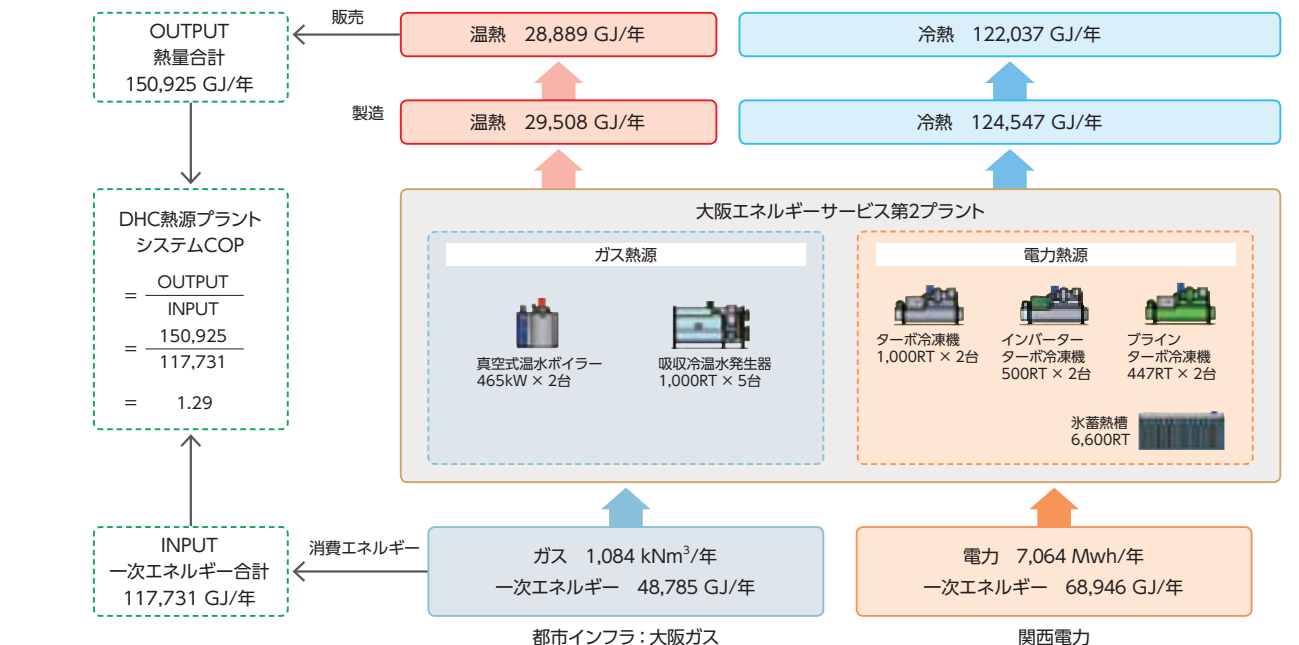 OUTPUT
熱量合計
150,925 GJ/年
販売
温熱 28,889 GJ/年
冷熱 122,037 GJ/年
製造
温熱 29,508 GJ/年
冷熱 124,547 GJ/年
DHC熱源プラント
システムCOP
= OUTPUT
INPUT
= 150,925
117,731
= 1.29
大阪エネルギーサービス第2プラント
ガス熱源
真空式温水ボイラー
465kW × 2台
吸収冷温水発生器
1,000RT × 5台
電力熱源
ターボ冷凍機
1,000RT × 2台
インバーター
ターボ冷凍機
500RT × 2台
ブライン
ターボ冷凍機
447RT × 2台
氷蓄熱槽
6,600RT
INPUT
一次エネルギー合計
117,731 GJ/年
消費エネルギー
ガス 1,084 kNm³/年
一次エネルギー 48,785 GJ/年
電力 7,064 Mwh/年
一次エネルギー 68,946 GJ/年
都市インフラ：大阪ガス
関西電力